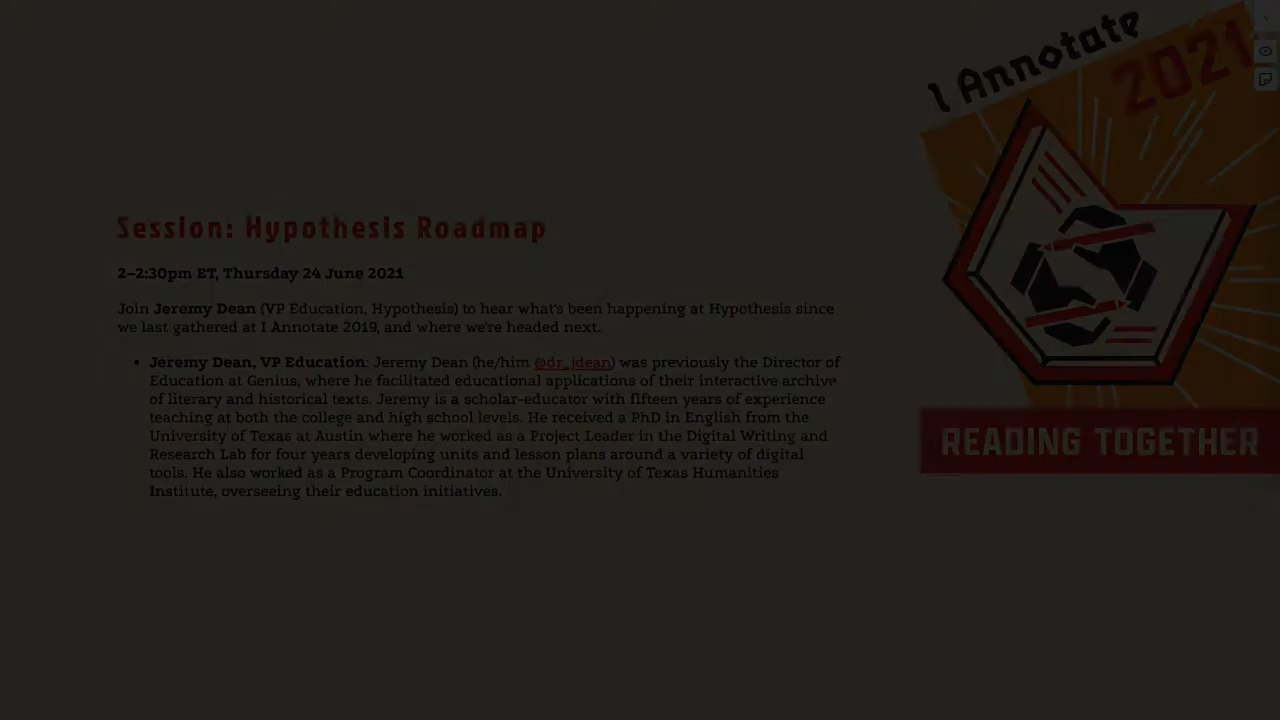 I Annotate
2021
Session: Hypothesis Roadmap
2–2:30pm ET, Thursday 24 June 2021
Join Jeremy Dean (VP Education, Hypothesis) to hear what's been happening at Hypothesis since
we last gathered at I Annotate 2019, and where we're headed next.
• Jeremy Dean, VP Education: Jeremy Dean (he/him @dr_jdean) was previously the Director of
Education at Genius, where he facilitated educational applications of their interactive archive
of literary and historical texts. Jeremy is a scholar-educator with fifteen years of experience
teaching at both the college and high school levels. He received a PhD in English from the
University of Texas at Austin where he worked as a Project Leader in the Digital Writing and
Research Lab for four years developing units and lesson plans around a variety of digital
tools. He also worked as a Program Coordinator at the University of Texas Humanities
Institute, overseeing their education initiatives.
READING TOGETHER